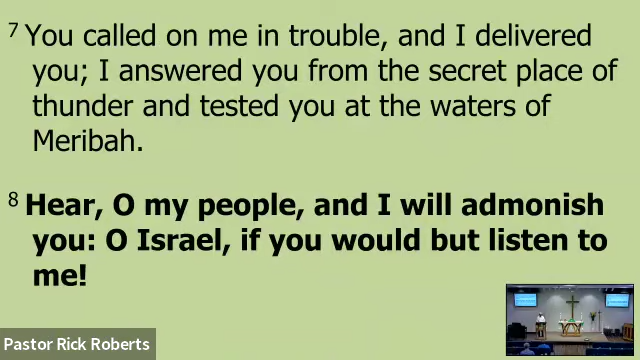 7 You called on me in trouble, and I delivered
you; I answered you from the secret place of
thunder and tested you at the waters of
Meribah.
8 Hear, O my people, and I will admonish
you: O Israel, if you would but listen to
me!
Pastor Rick Roberts